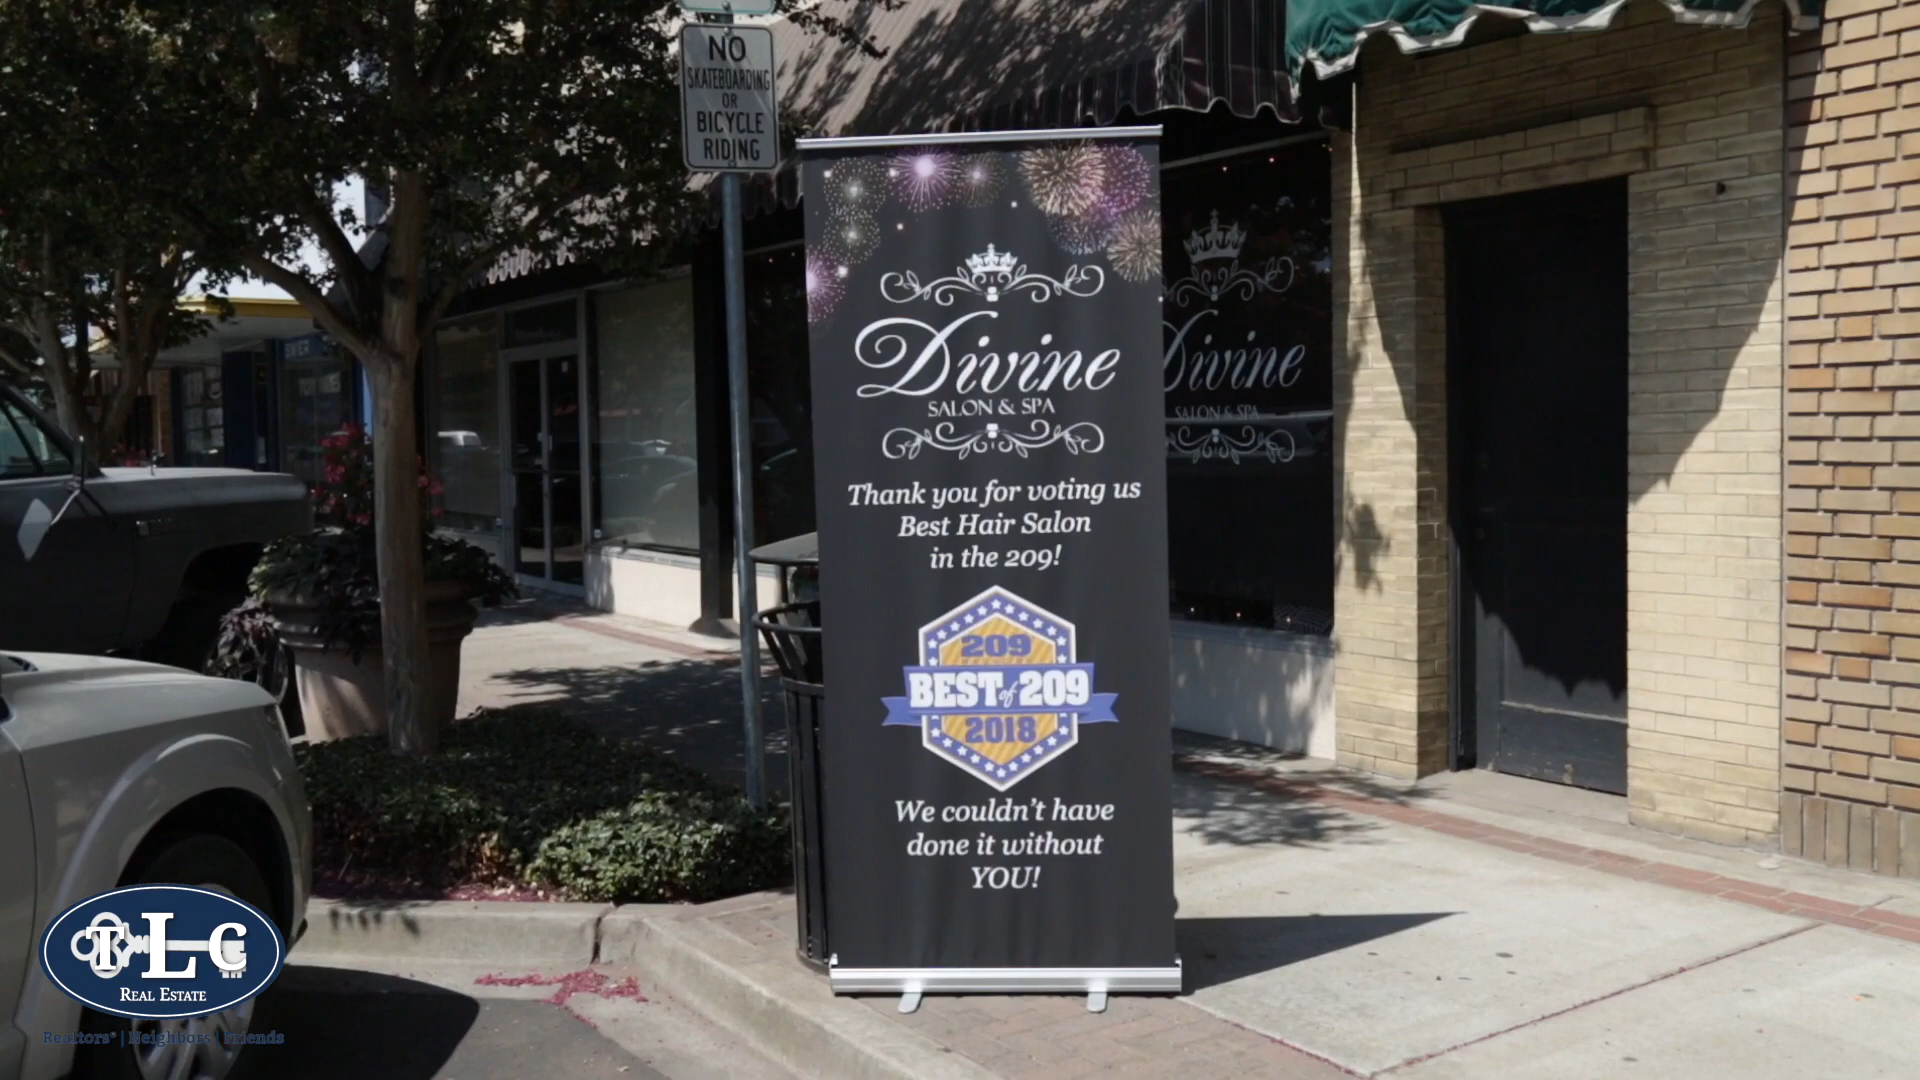 NO
SKATEBOARDING
OR
BICYCLE
RIDING
Divine
SALON & SPA
Thank you for voting us
Best Hair Salon
in the 209!
209
BEST of 209
2018
We couldn't have
done it without
YOU!
Divine
SALON & SPA
TLC
REAL ESTATE
Realtors® | Neighbors | Friends